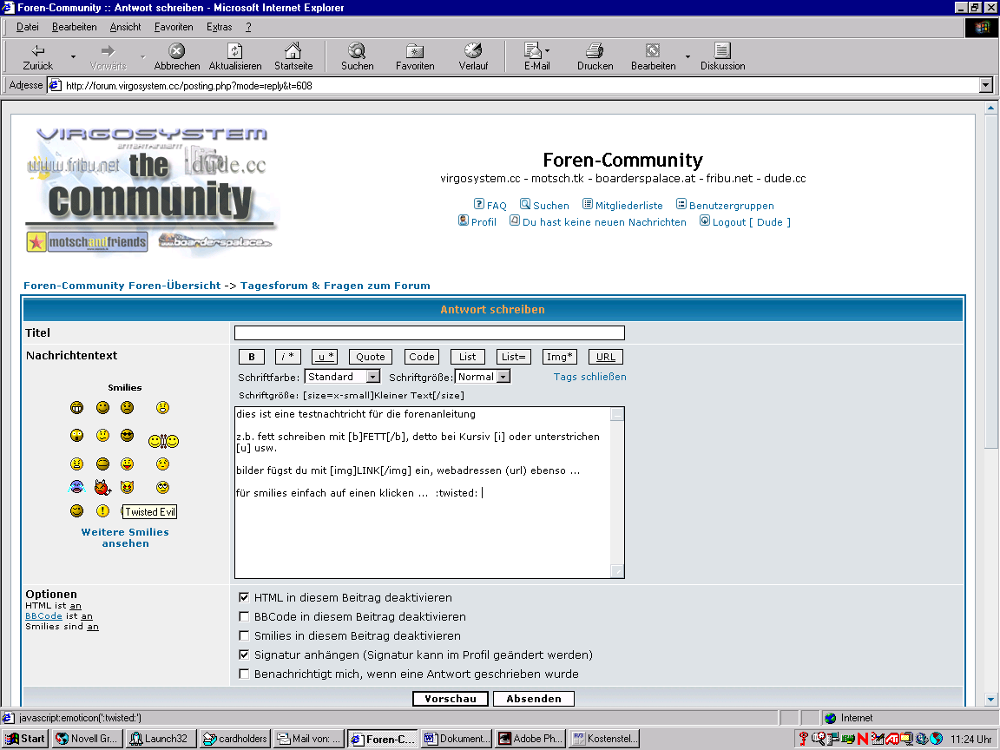 Foren-Community :: Antwort schreiben - Microsoft Internet Explorer
Datei Bearbeiten Ansicht Favoriten Extras ?
Zurück Vorwärts Abbrechen Aktualisieren Startseite Suchen Favoriten Verlauf E-Mail Drucken Bearbeiten Diskussion
Adresse http://forum.virgosystem.cc/posting.php?mode=reply&t=608
VIRGOSYSTEM
ENTERTAINMENT
www.fribu.net the dude.cc
community
motschandfriends boarderspalace.at
Foren-Community
virgosystem.cc - motsch.tk - boarderspalace.at - fribu.net - dude.cc
FAQ Suchen Mitgliederliste Benutzergruppen
Profil Du hast keine neuen Nachrichten Logout [ Dude ]
Foren-Community Foren-Übersicht -> Tagesforum & Fragen zum Forum
Antwort schreiben
Titel
Nachrichtentext
B i * u * Quote Code List List= Img* URL
Schriftfarbe: Standard Schriftgröße: Normal Tags schließen
Schriftgröße: [size=x-small]Kleiner Text[/size]
Smilies
Twisted Evil
Weitere Smilies
ansehen
dies ist eine testnachtricht für die forenanleitung
z.b. fett schreiben mit [b]FETT[/b], detto bei Kursiv [i] oder unterstrichen
[u] usw.
bilder fügst du mit [img]LINK[/img] ein, webadressen (url) ebenso ...
für smilies einfach auf einen klicken ... :twisted:
Optionen
HTML ist an
BBCode ist an
Smilies sind an
HTML in diesem Beitrag deaktivieren
BBCode in diesem Beitrag deaktivieren
Smilies in diesem Beitrag deaktivieren
Signatur anhängen (Signatur kann im Profil geändert werden)
Benachrichtigt mich, wenn eine Antwort geschrieben wurde
Vorschau Absenden
javascript:emoticon(':twisted:') Internet
Start Novell Gr... Launch32 cardholders Mail von: ... Foren-C... Dokument... Adobe Ph... Kostenstel... 11:24 Uhr